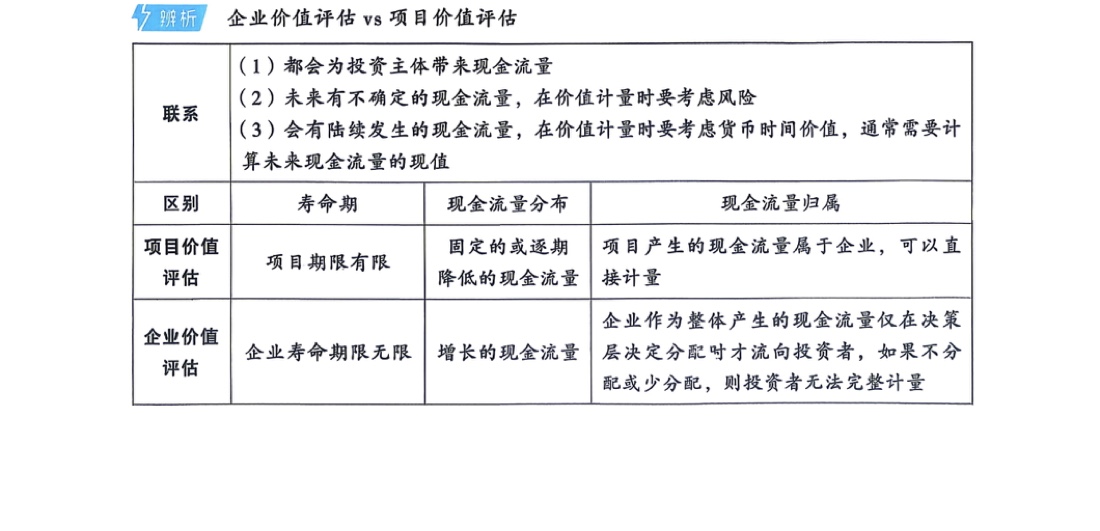 辨析 企业价值评估 vs 项目价值评估
联系
（1）都会为投资主体带来现金流量
（2）未来有不确定的现金流量，在价值计量时要考虑风险
（3）会有陆续发生的现金流量，在价值计量时要考虑货币时间价值，通常需要计
算未来现金流量的现值
区别 寿命期 现金流量分布 现金流量归属
项目价值
评估
项目期限有限
固定的或逐期
降低的现金流量
项目产生的现金流量属于企业，可以直
接计量
企业价值
评估
企业寿命期限无限
增长的现金流量
企业作为整体产生的现金流量仅在决策
层决定分配时才流向投资者，如果不分
配或少分配，则投资者无法完整计量